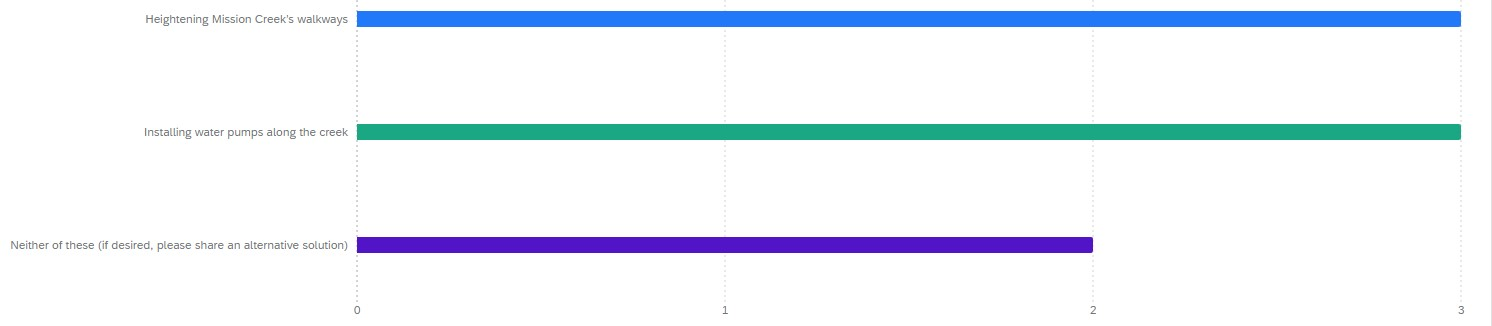 Heightening Mission Creek's walkways
Installing water pumps along the creek
Neither of these (if desired, please share an alternative solution)
0 1 2 3